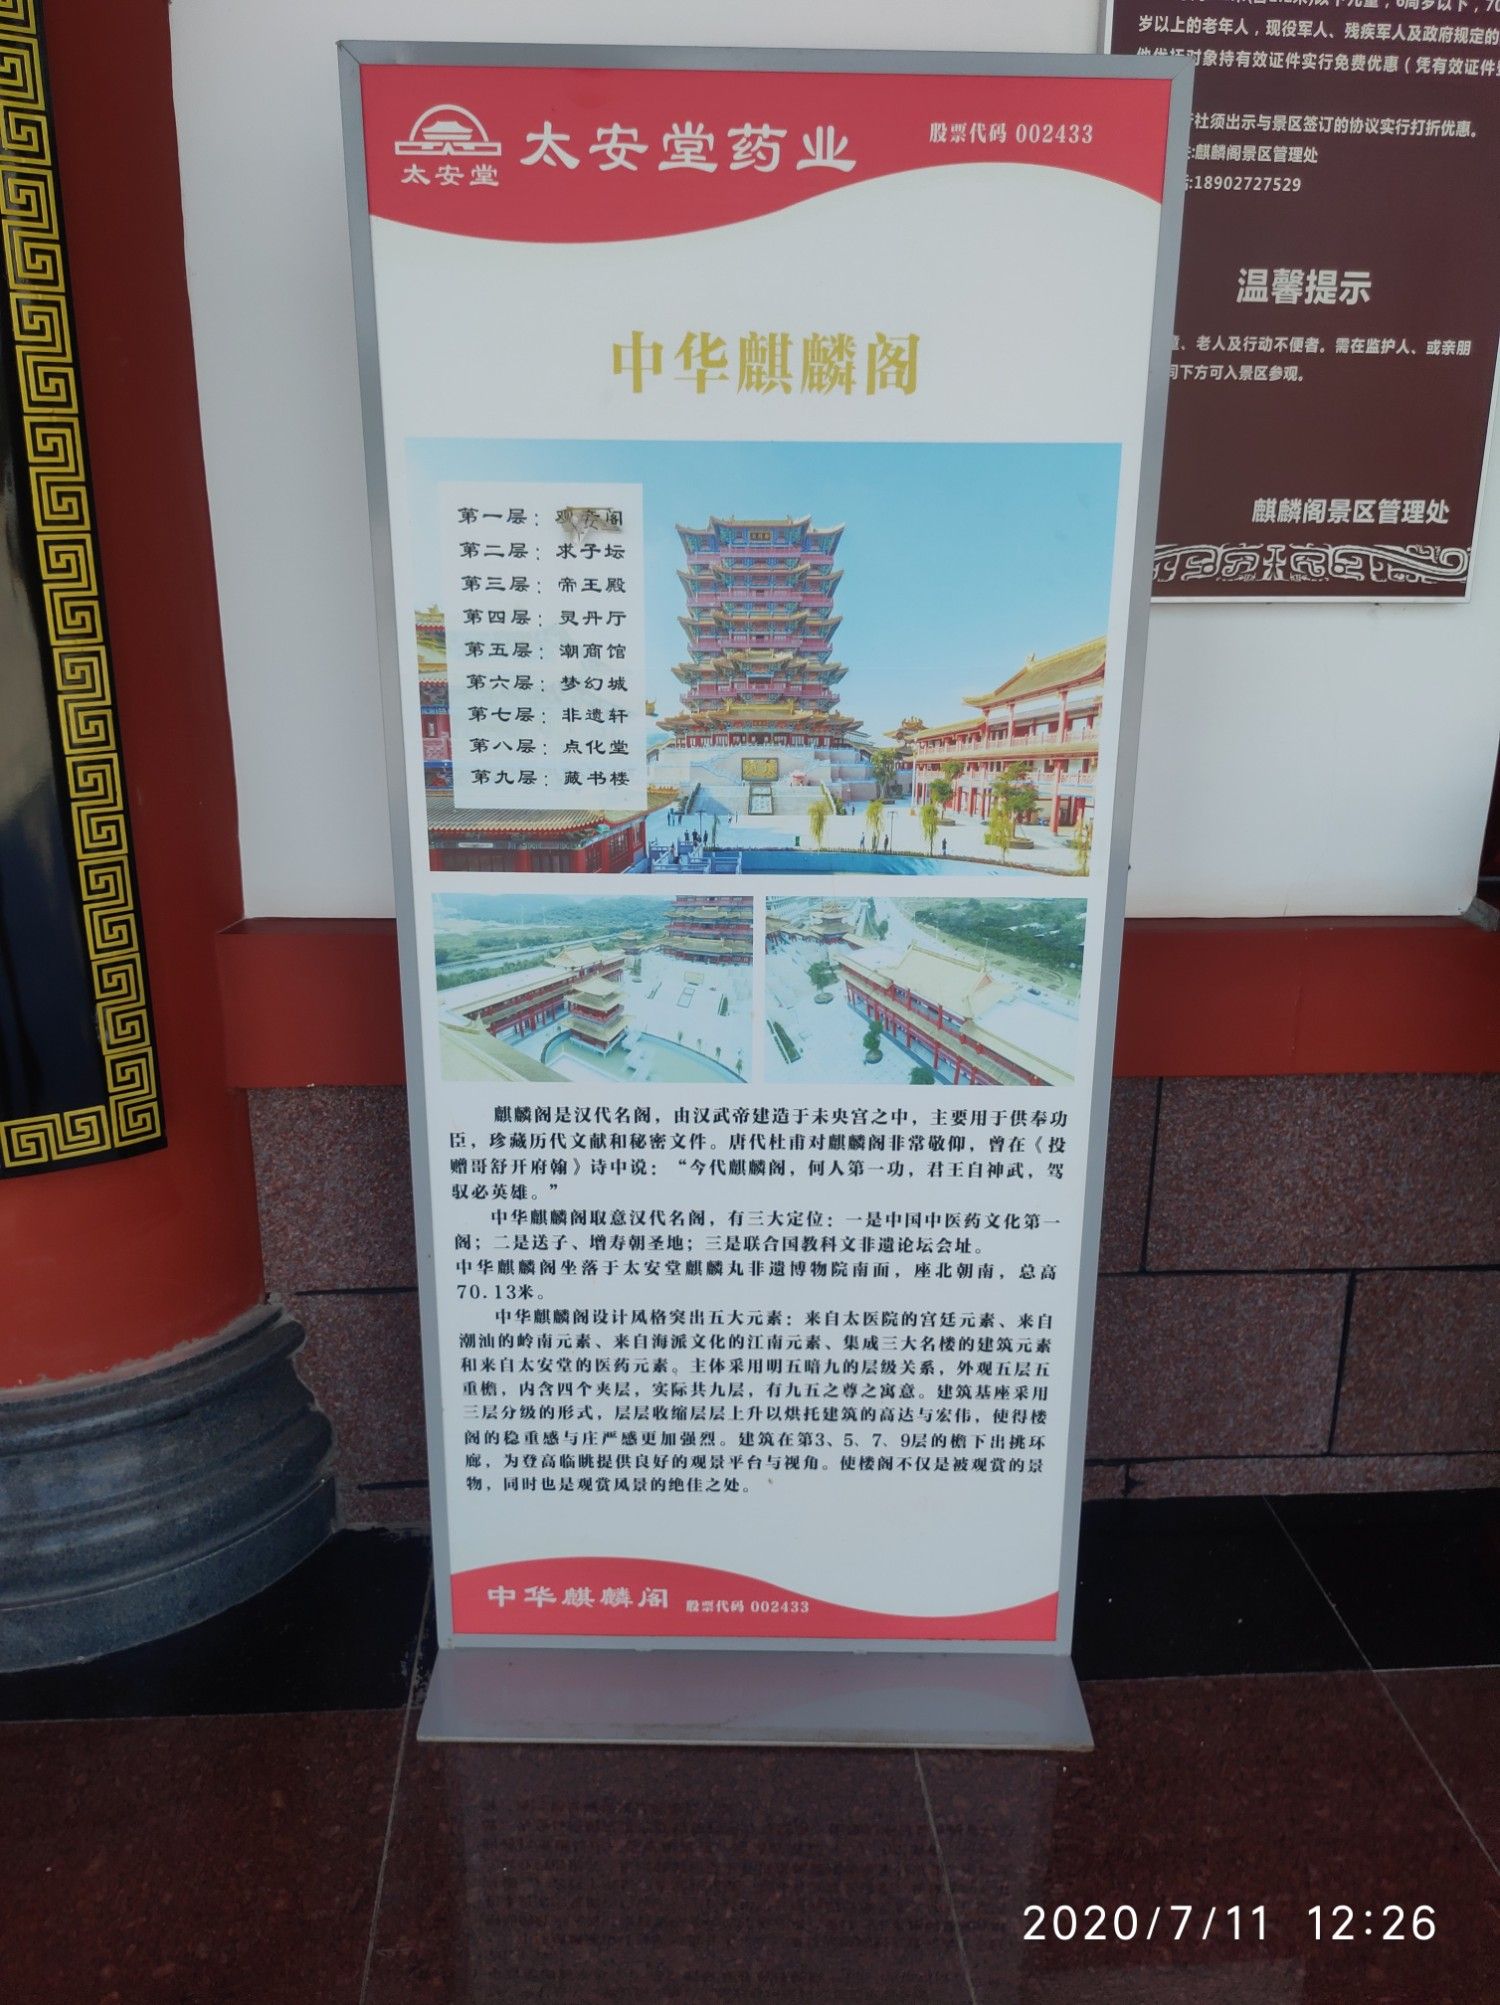 太安堂
太安堂药业
股票代码 002433
中华麒麟阁
第一层：
第二层：求子坛
第三层：帝王殿
第四层：灵丹厅
第五层：潮商馆
第六层：梦幻城
第七层：非遗轩
第八层：点化堂
第九层：藏书楼
麒麟阁是汉代名阁，由汉武帝建造于未央宫之中，主要用于供奉功
臣，珍藏历代文献和秘密文件。唐代杜甫对麒麟阁非常敬仰，曾在《投
赠哥舒开府翰》诗中说：“今代麒麟阁，何人第一功，君王自神武，驾
驭必英雄。”
中华麒麟阁取意汉代名阁，有三大定位：一是中国中医药文化第一
阁；二是送子、增寿朝圣地；三是联合国教科文非遗论坛会址。
中华麒麟阁坐落于太安堂麒麟丸非遗博物院南面，座北朝南，总高
70.13米。
中华麒麟阁设计风格突出五大元素：来自太医院的宫廷元素、来自
潮汕的岭南元素、来自海派文化的江南元素、集成三大名楼的建筑元素
和来自太安堂的医药元素。主体采用明五暗九的层级关系，外观五层五
重檐，内含四个夹层，实际共九层，有九五之尊之寓意。建筑基座采用
三层分级的形式，层层收缩层层上升以烘托建筑的高达与宏伟，使得楼
阁的稳重感与庄严感更加强烈。建筑在第3、5、7、9层的檐下出挑环
廊，为登高临眺提供良好的观景平台与视角。使楼阁不仅是被观赏的景
物，同时也是观赏风景的绝佳之处。
中华麒麟阁 股票代码 002433
岁以上的老年人，现役军人、残疾军人及政府规定的
对象持有效证件实行免费优惠（凭有效证件
社须出示与景区签订的协议实行打折优惠。
:麒麟阁景区管理处
:18902727529
温馨提示
、老人及行动不便者。需在监护人、或亲朋
同下方可入景区参观。
麒麟阁景区管理处
2020/7/11 12:26